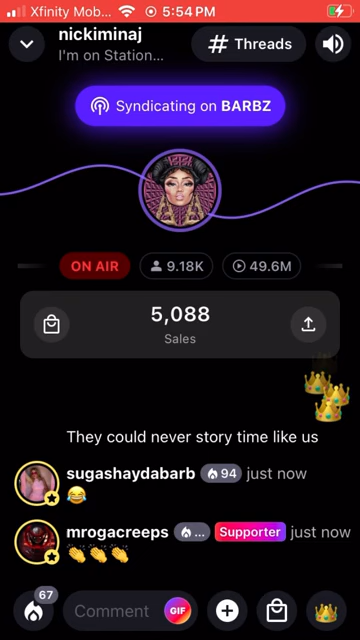 Xfinity Mob... 5:54 PM
nickiminaj
I'm on Station...
# Threads
Syndicating on BARBZ
ON AIR 9.18K 49.6M
5,088
Sales
They could never story time like us
sugashaydabarb 94 just now
mrogacreeps ... Supporter just now
67
Comment GIF